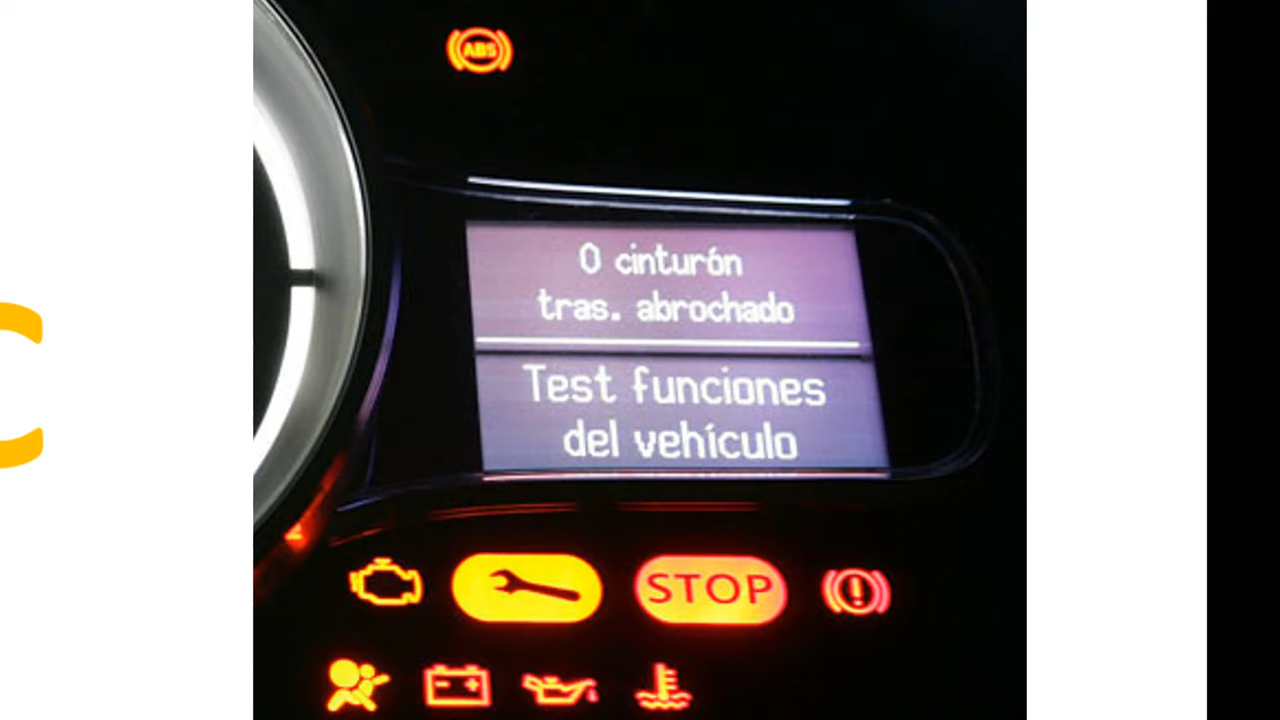 ABS
0 cinturón
tras. abrochado
Test funciones
del vehículo
STOP